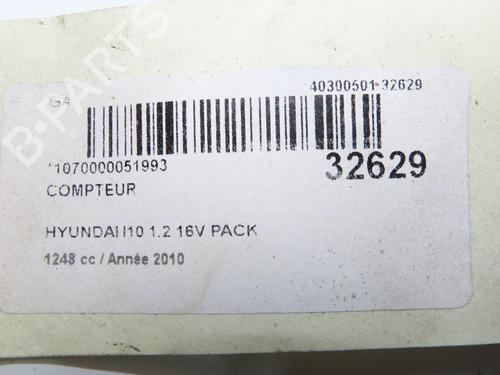 GA
40300501 32629
*1070000051993
32629
COMPTEUR
HYUNDAI I10 1.2 16V PACK
1248 cc / Année 2010
B-PARTS